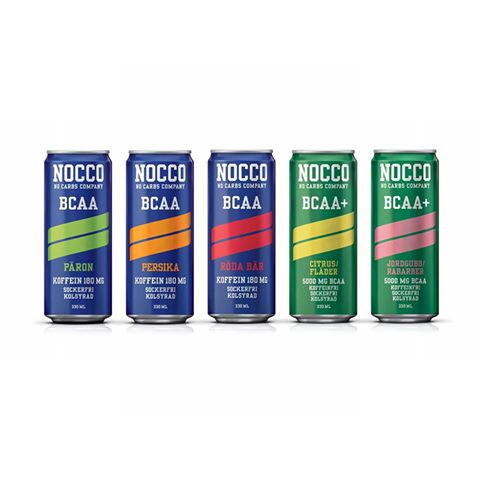 NOCCO
NO CARBS COMPANY
BCAA
PÄRON
KOFFEIN 180 MG
SOCKERFRI
KOLSYRAD
330 ML
NOCCO
NO CARBS COMPANY
BCAA
PERSIKA
KOFFEIN 180 MG
SOCKERFRI
KOLSYRAD
330 ML
NOCCO
NO CARBS COMPANY
BCAA
RÖDA BÄR
KOFFEIN 180 MG
SOCKERFRI
KOLSYRAD
330 ML
NOCCO
NO CARBS COMPANY
BCAA+
CITRUS/
FLÄDER
5000 MG BCAA
KOFFEINFRI
SOCKERFRI
KOLSYRAD
330 ML
NOCCO
NO CARBS COMPANY
BCAA+
JORDGUBB/
RABARBER
5000 MG BCAA
KOFFEINFRI
SOCKERFRI
KOLSYRAD
330 ML